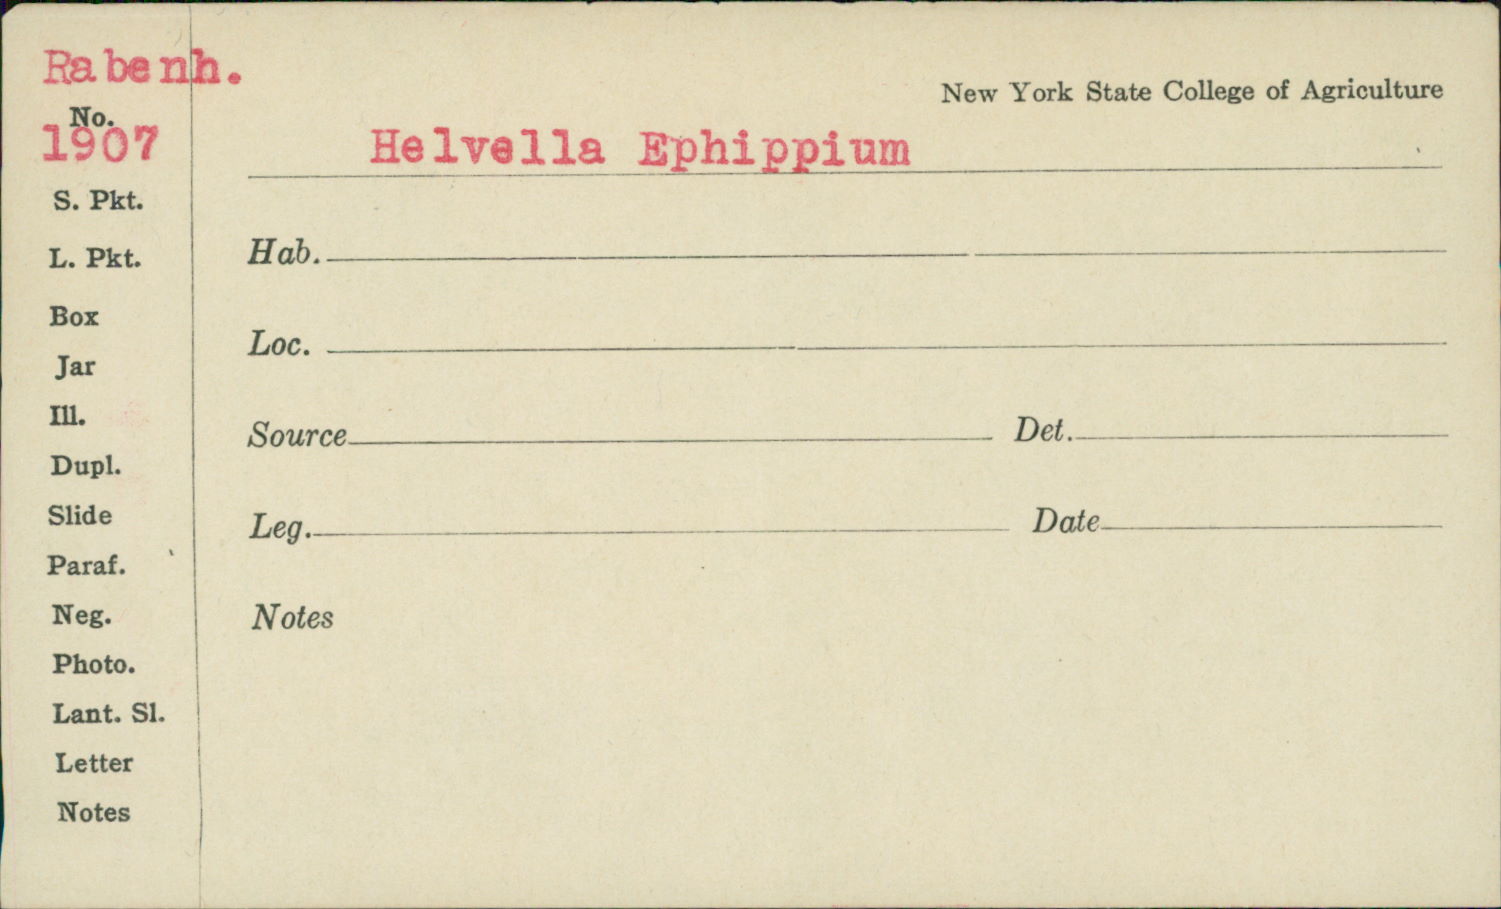 Rabenh.
No.
1907
New York State College of Agriculture
Helvella Ephippium
S. Pkt.
L. Pkt.
Box
Jar
Ill.
Dupl.
Slide
Paraf.
Neg.
Photo.
Lant. Sl.
Letter
Notes
Hab.
Loc.
Source Det.
Leg. Date
Notes